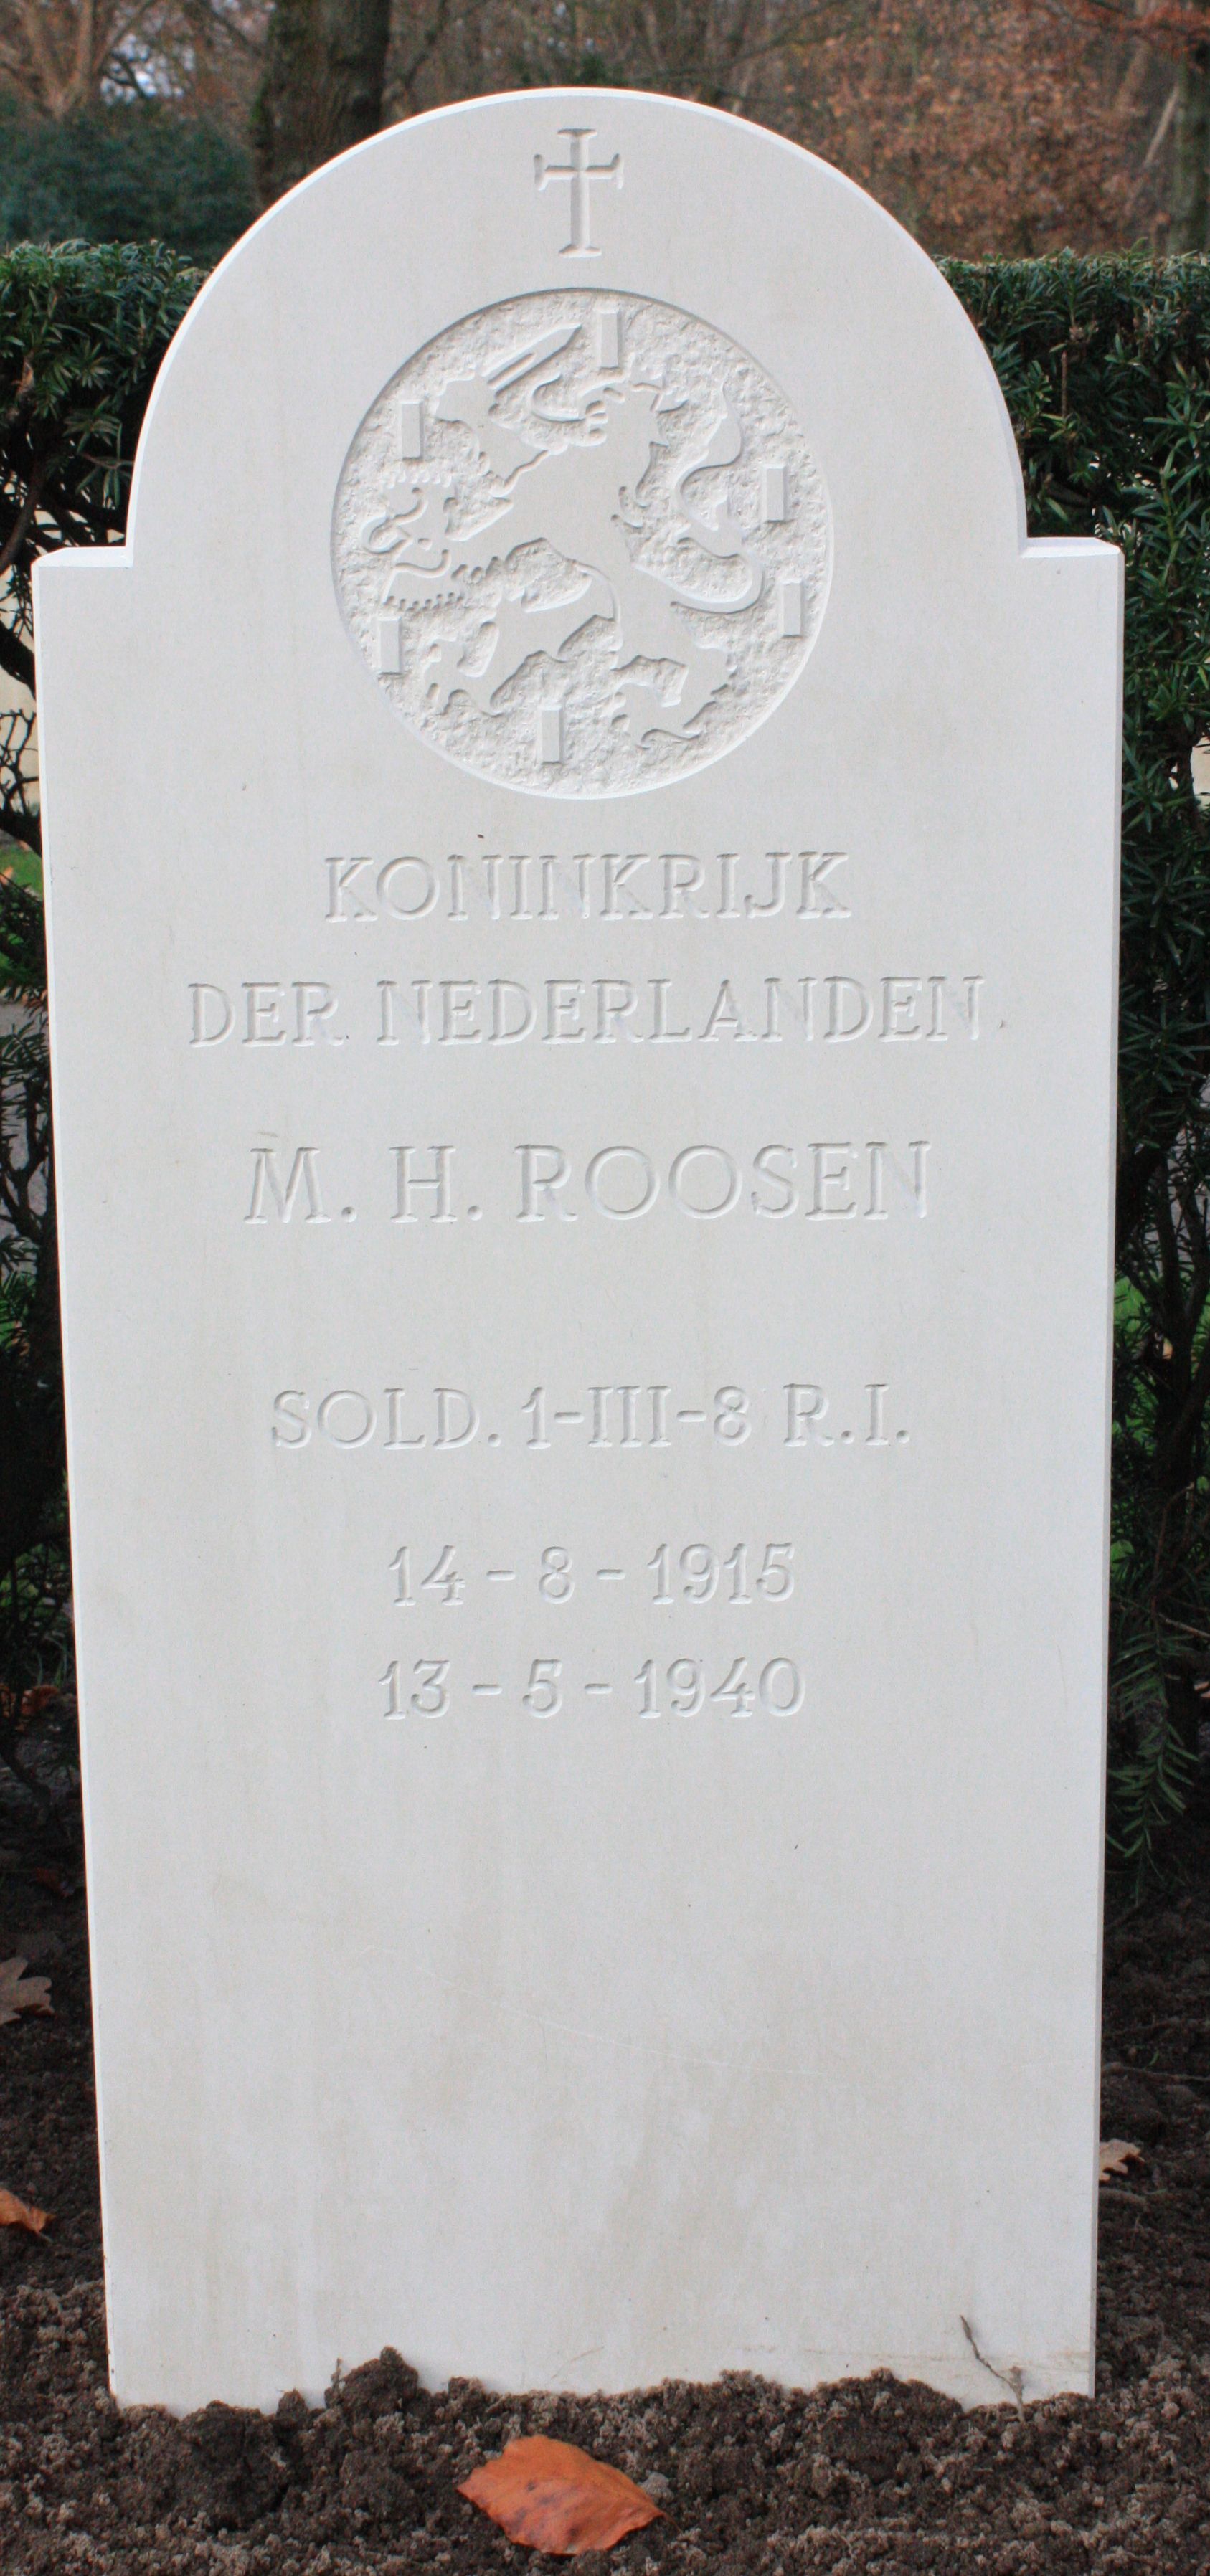 KONINKRIJK
DER NEDERLANDEN
M. H. ROOSEN
SOLD. 1-III-8 R.I.
14 - 8 - 1915
13 - 5 - 1940